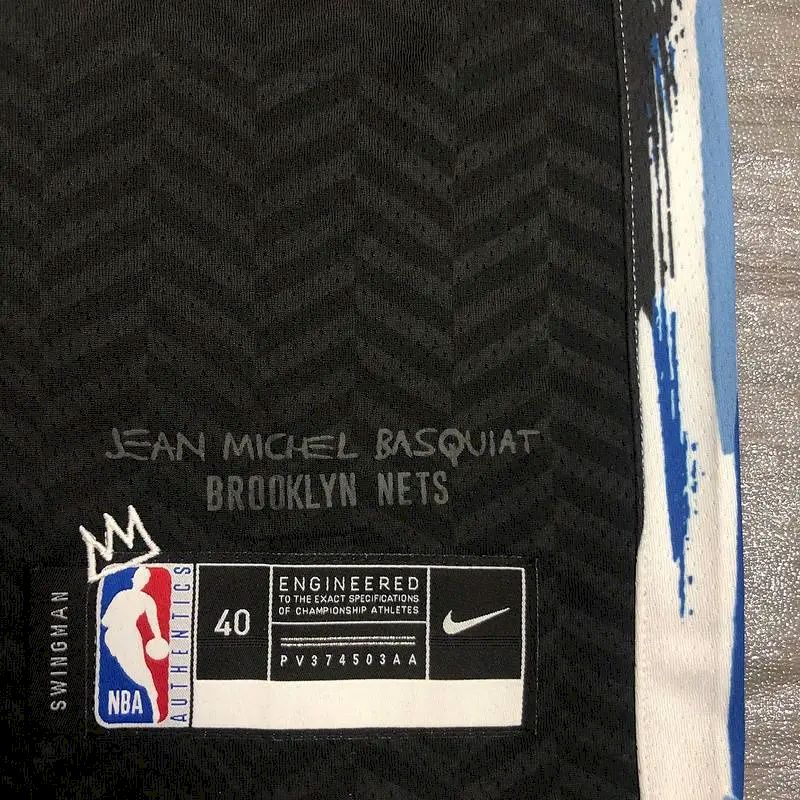 JEAN MICHEL BASQUIAT
BROOKLYN NETS
SWINGMAN
NBA
AUTHENTICS
40
ENGINEERED
TO THE EXACT SPECIFICATIONS
OF CHAMPIONSHIP ATHLETES
PV374503AA